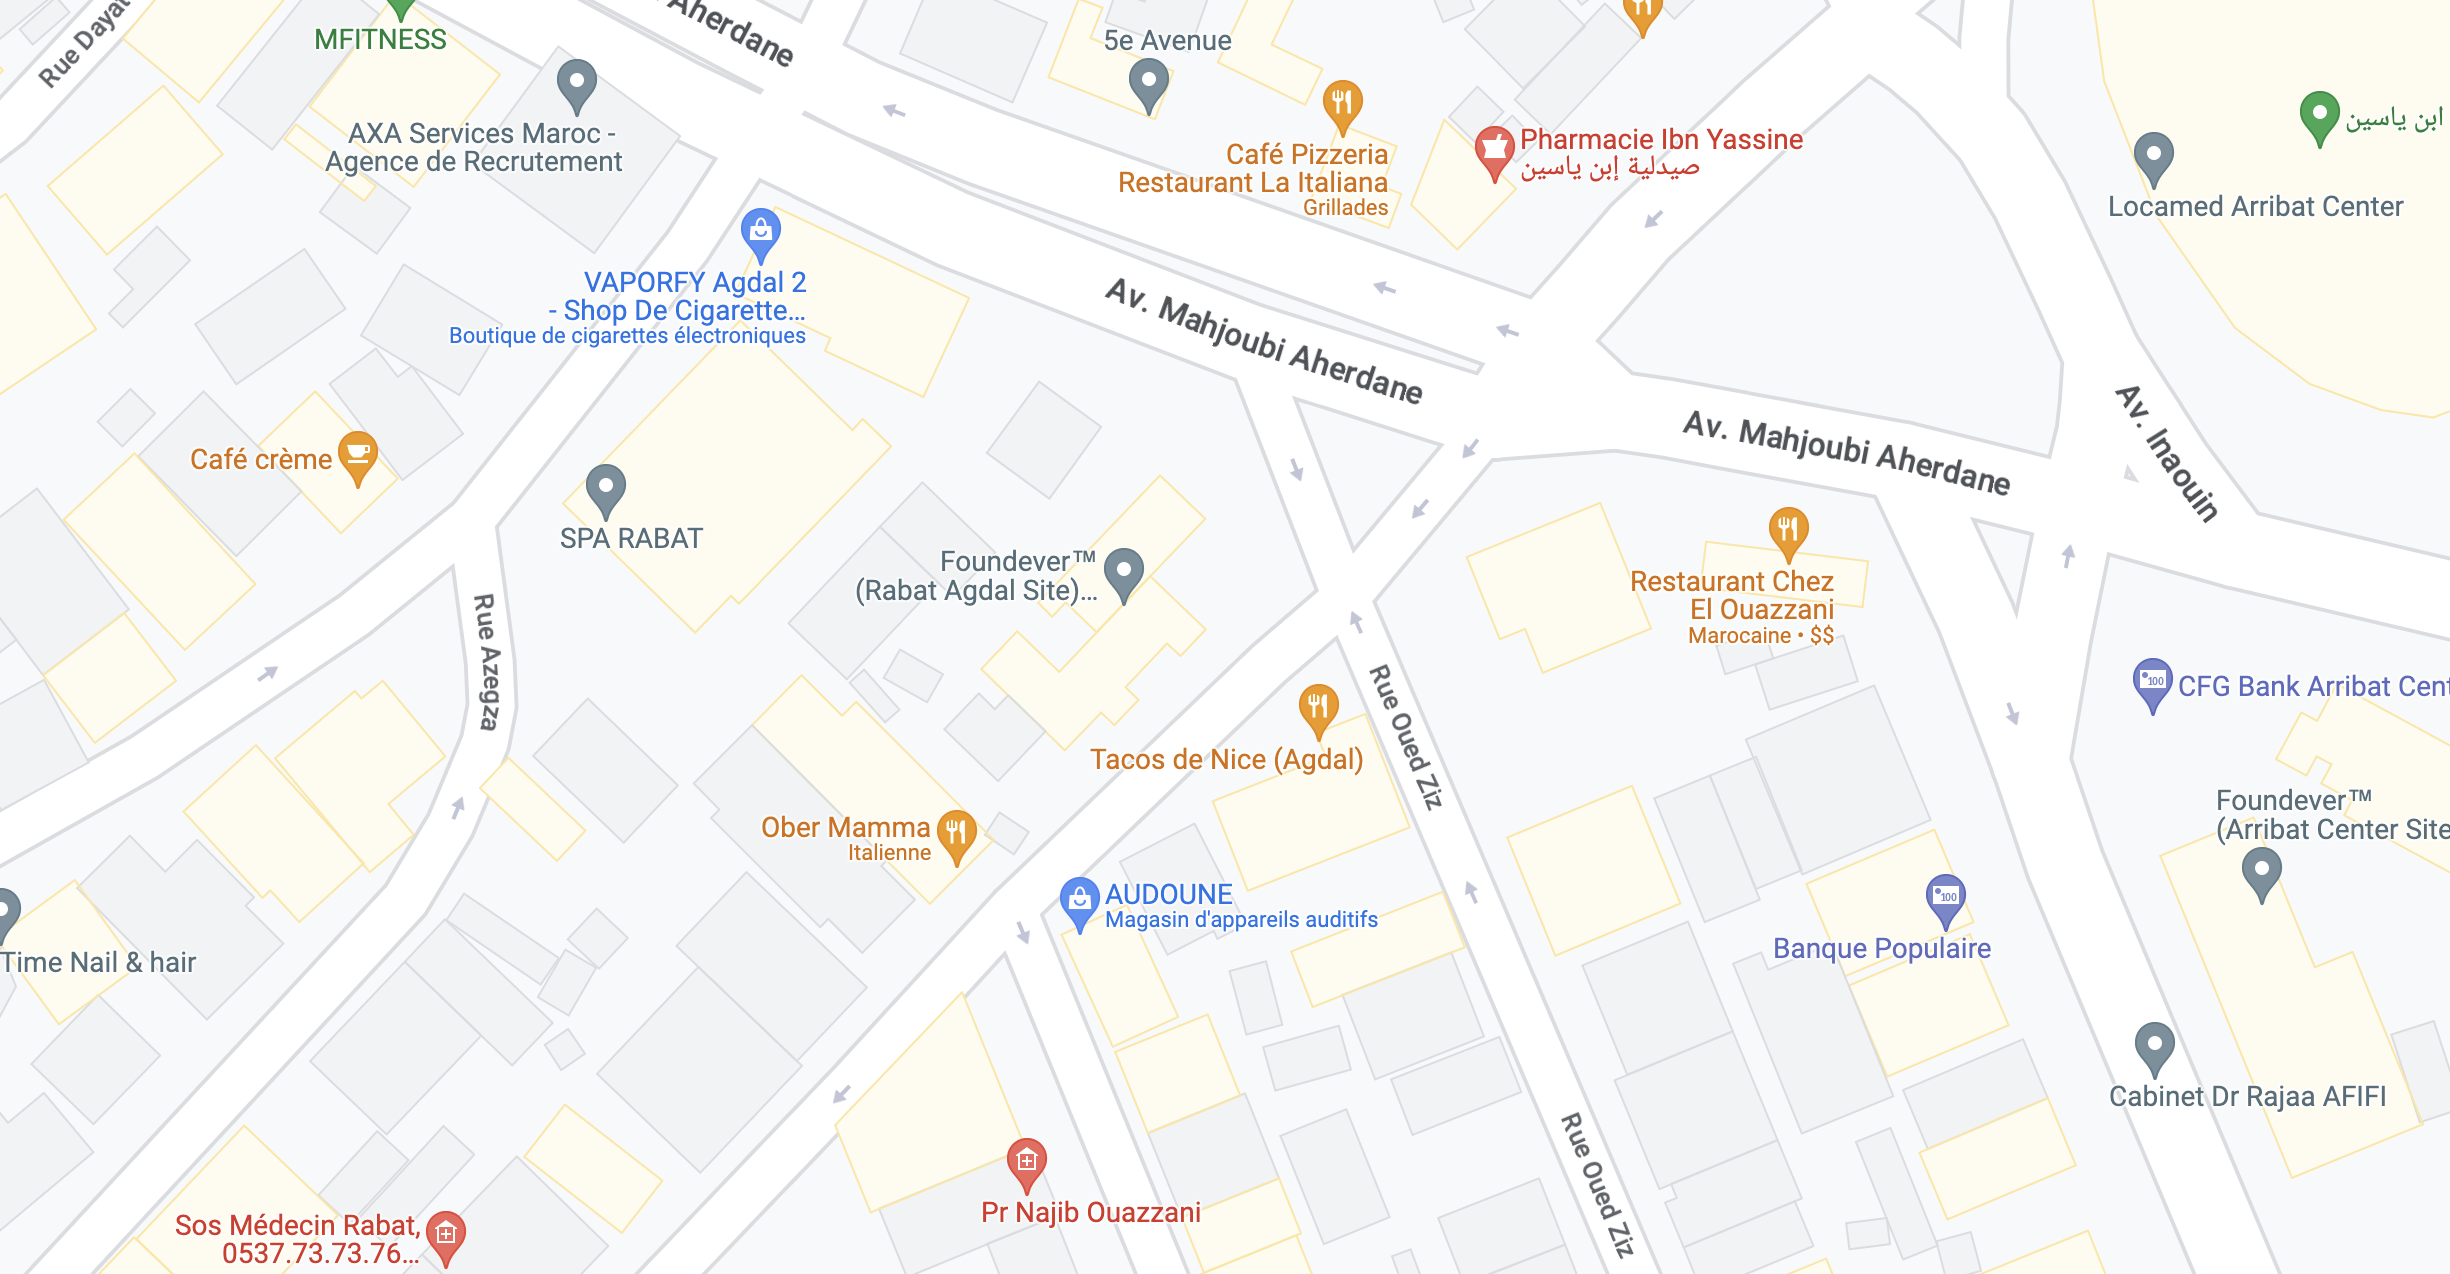 Rue Dayat
MFITNESS
Aherdane
5e Avenue
AXA Services Maroc -
Agence de Recrutement
Café Pizzeria
Restaurant La Italiana
Grillades
Pharmacie Ibn Yassine
صيدلية إبن ياسين
ابن ياسين
Locamed Arribat Center
VAPORFY Agdal 2
- Shop De Cigarette...
Boutique de cigarettes électroniques
Av. Mahjoubi Aherdane
Av. Mahjoubi Aherdane
Av. Inaouin
Café crème
SPA RABAT
Foundever™
(Rabat Agdal Site)...
Restaurant Chez
El Ouazzani
Marocaine • $$
Rue Azegza
Rue Oued Ziz
CFG Bank Arribat Cent
Tacos de Nice (Agdal)
Ober Mamma
Italienne
Foundever™
(Arribat Center Site
AUDOUNE
Magasin d'appareils auditifs
Banque Populaire
Time Nail & hair
Cabinet Dr Rajaa AFIFI
Rue Oued Ziz
Pr Najib Ouazzani
Sos Médecin Rabat,
0537.73.73.76...